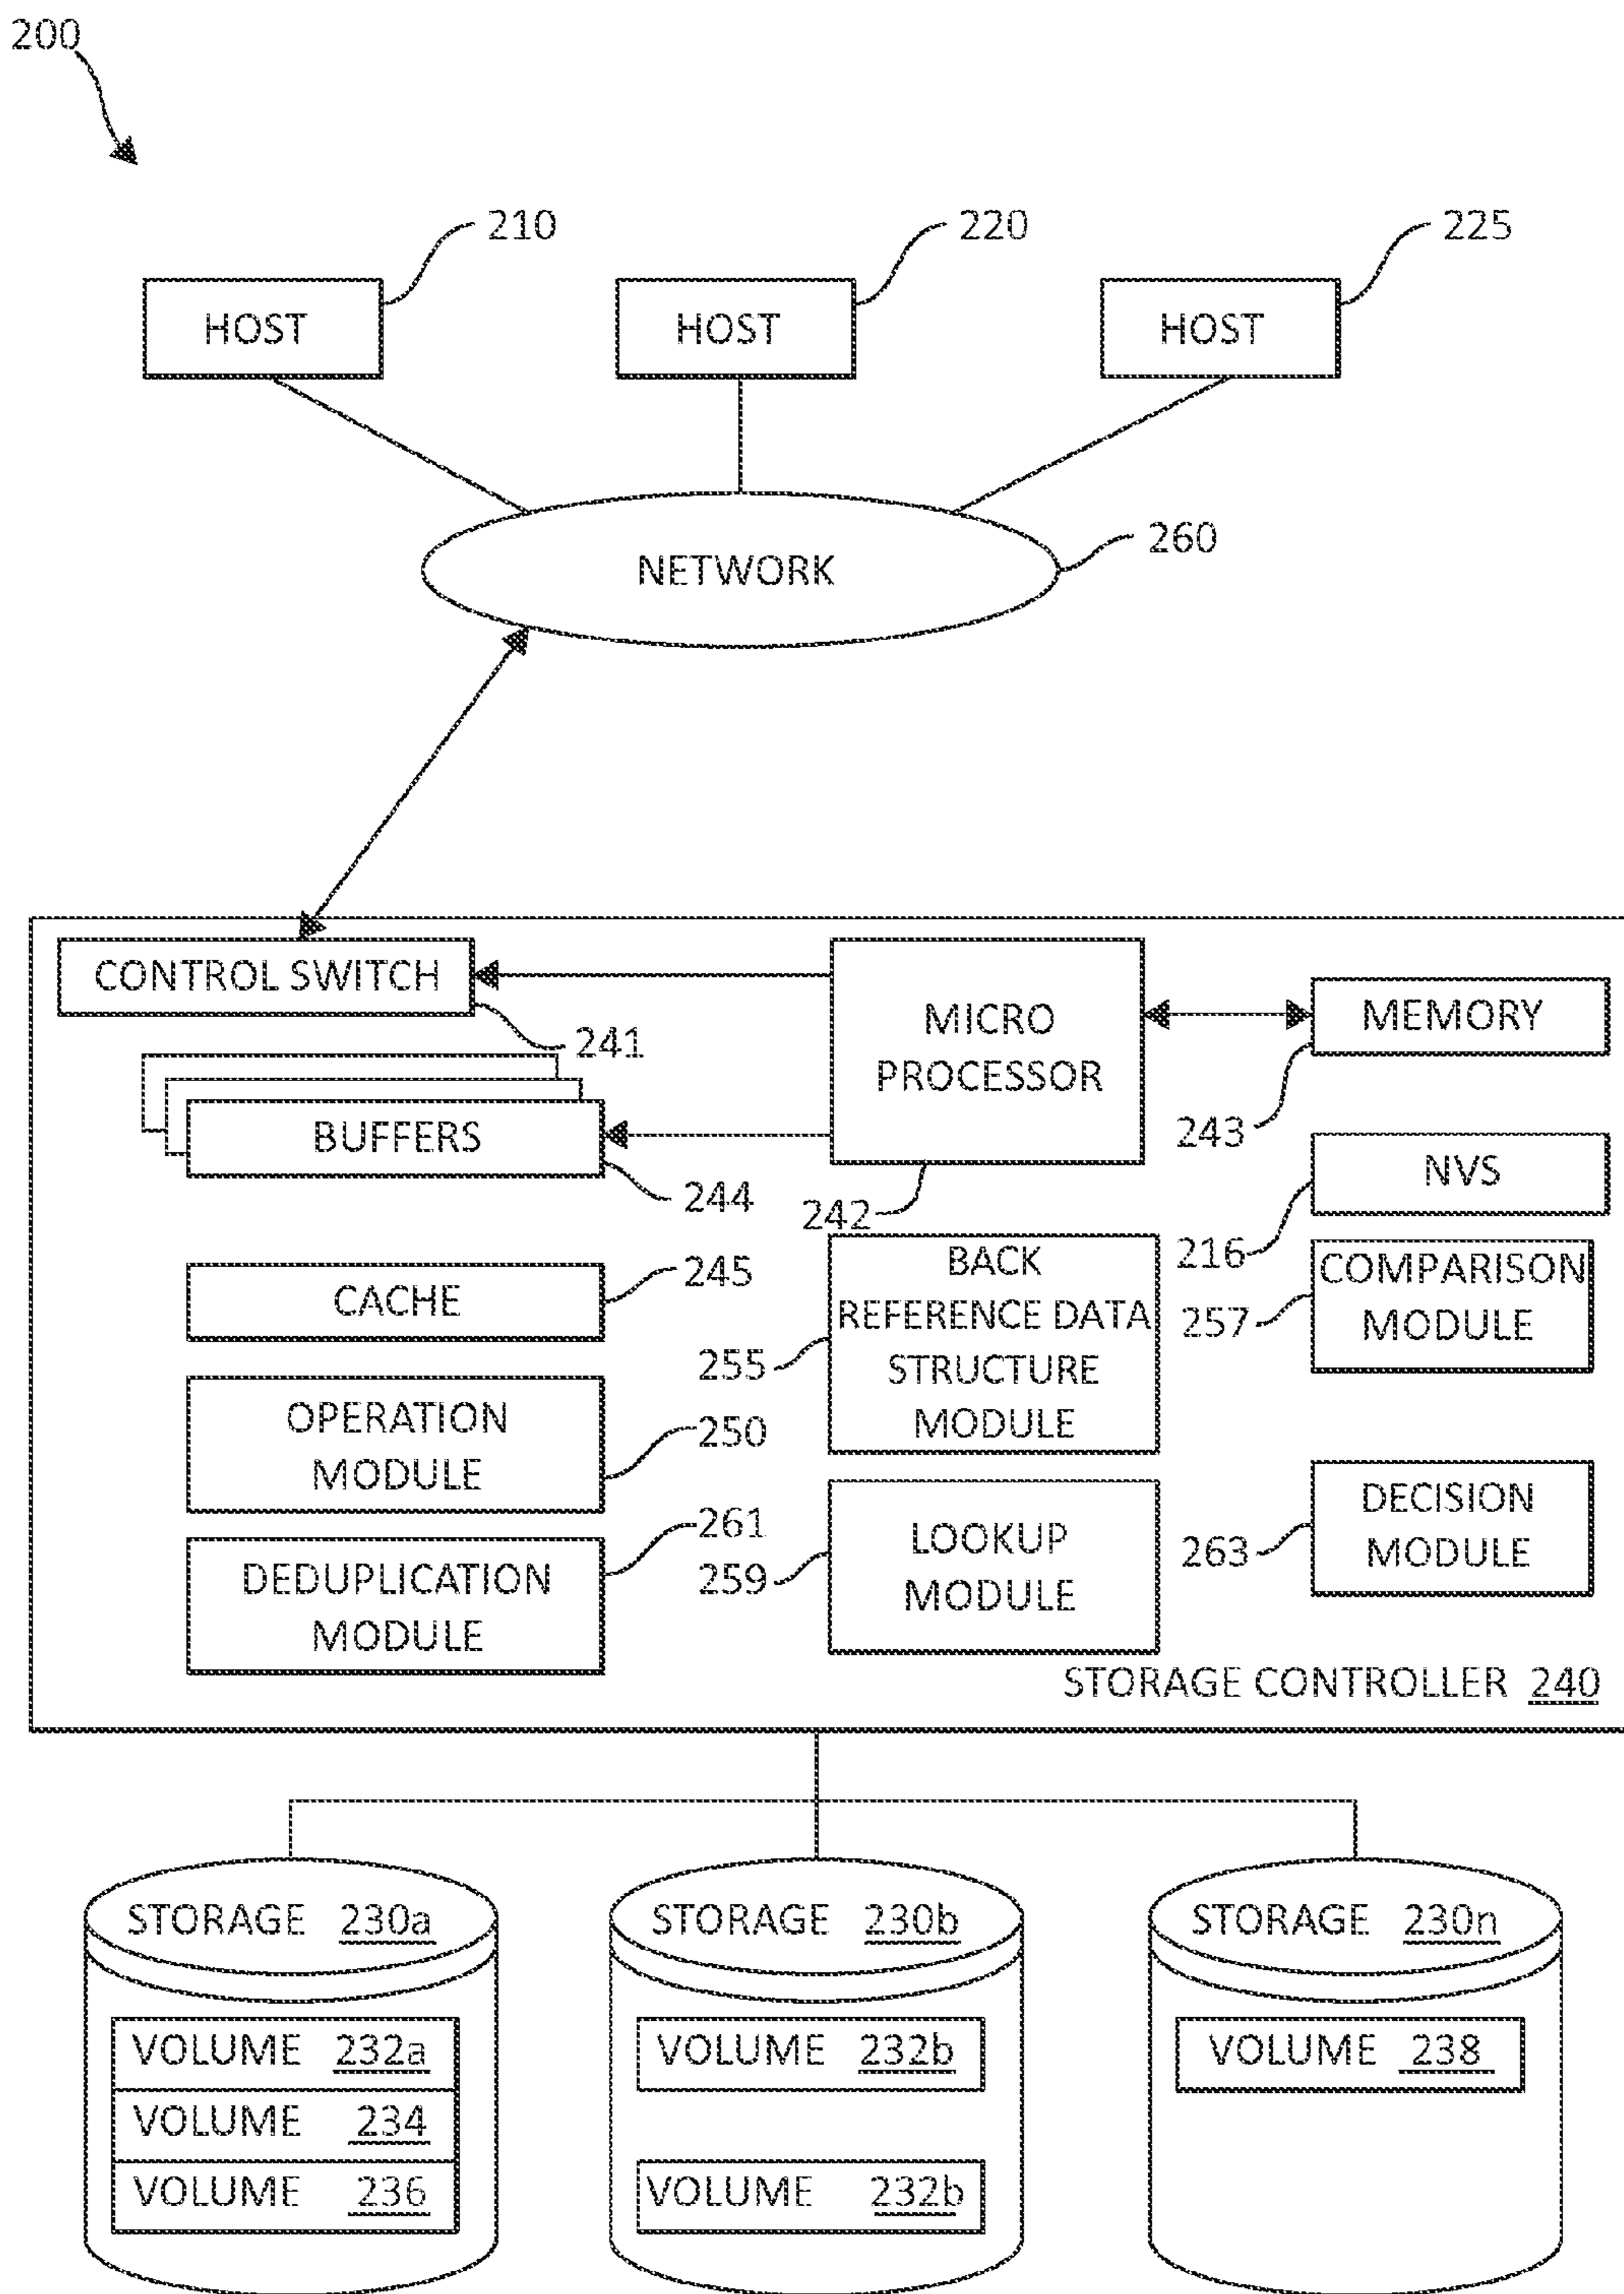 200
210
220
225
HOST
HOST
HOST
260
NETWORK
CONTROL SWITCH
241
MICRO
PROCESSOR
MEMORY
243
BUFFERS
244
242
NVS
216
CACHE
245
BACK
REFERENCE DATA
STRUCTURE
MODULE
255
COMPARISON
MODULE
257
OPERATION
MODULE
250
DEDUPLICATION
MODULE
261
LOOKUP
MODULE
259
DECISION
MODULE
263
STORAGE CONTROLLER 240
STORAGE 230a
STORAGE 230b
STORAGE 230n
VOLUME 232a
VOLUME 234
VOLUME 236
VOLUME 232b
VOLUME 232b
VOLUME 238